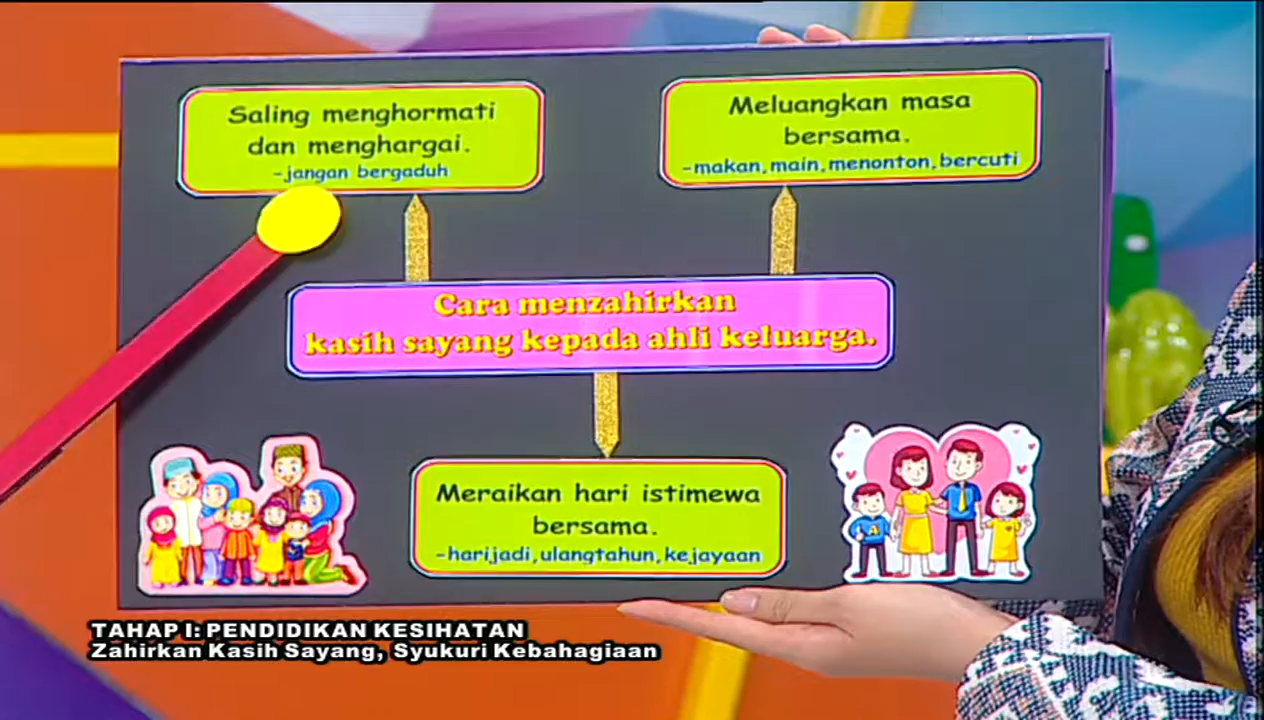 Saling menghormati
dan menghargai.
-jangan bergaduh
Meluangkan masa
bersama.
-makan, main, menonton, bercuti
Cara menzahirkan
kasih sayang kepada ahli keluarga.
Meraikan hari istimewa
bersama.
-harijadi, ulangtahun, kejayaan
TAHAP I: PENDIDIKAN KESIHATAN
Zahirkan Kasih Sayang, Syukuri Kebahagiaan